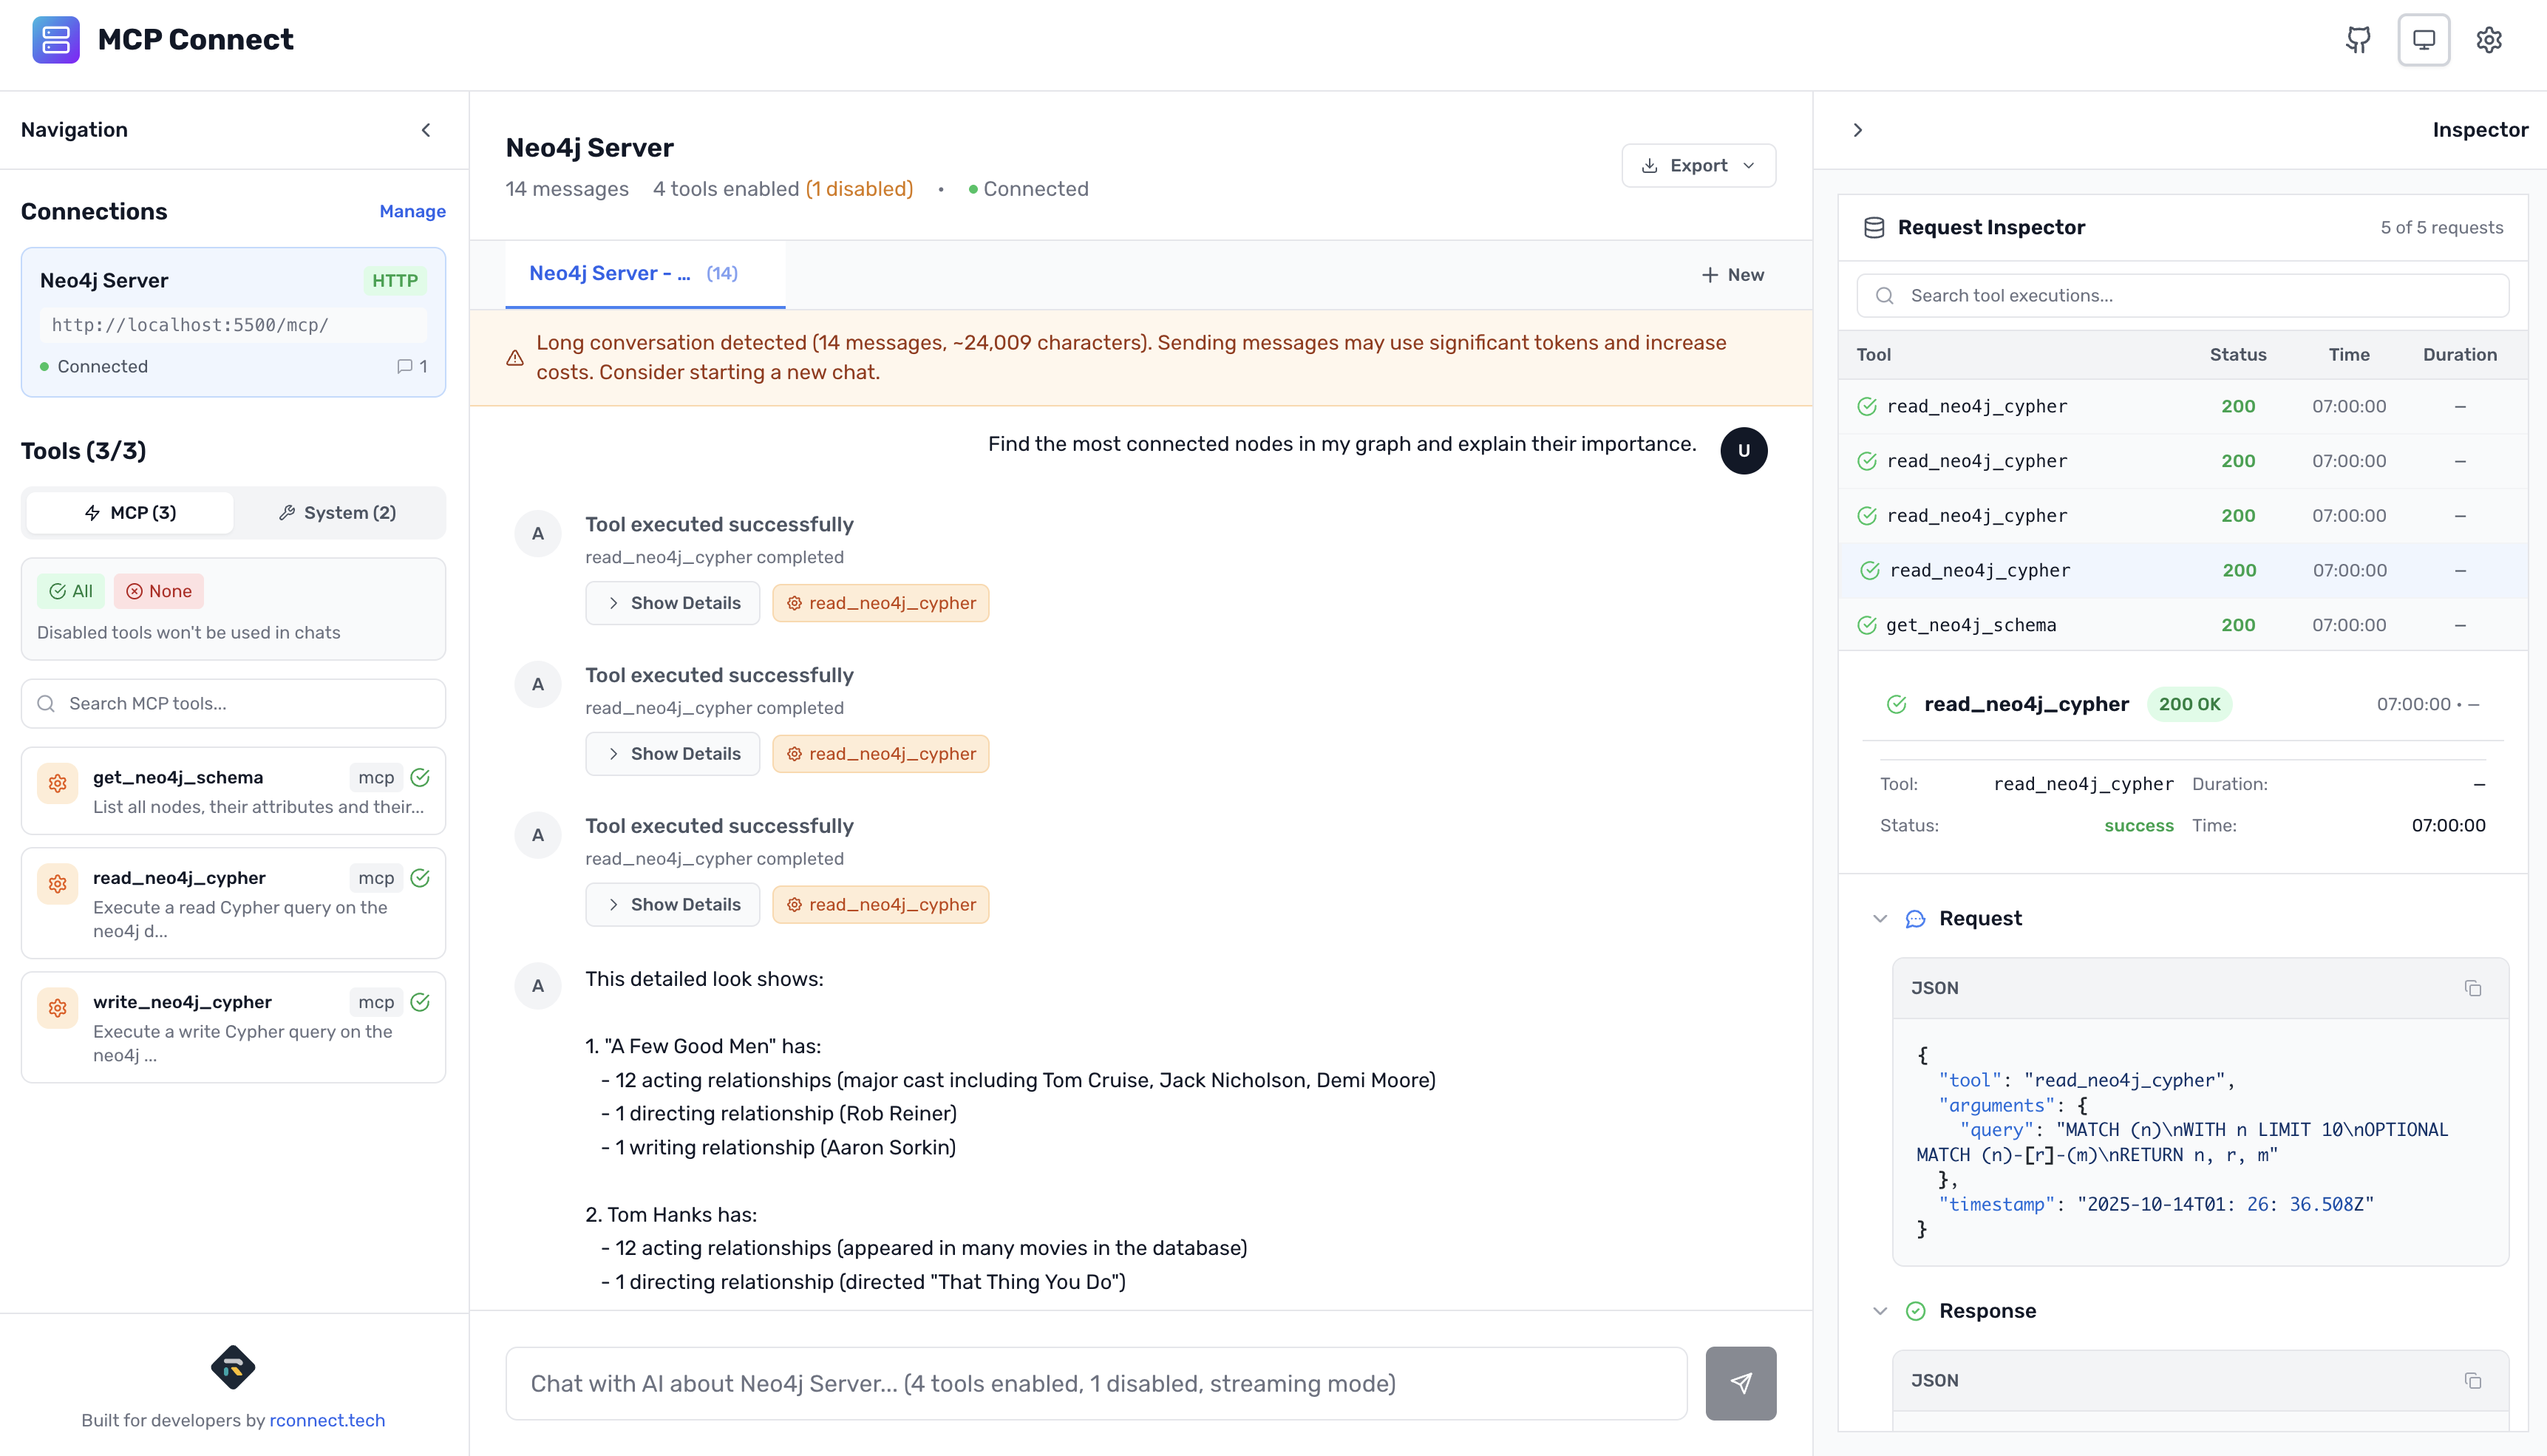 MCP Connect
Navigation
Connections
Manage
Neo4j Server
HTTP
http://localhost:5500/mcp/
Connected
1
Tools (3/3)
MCP (3)
System (2)
All
None
Disabled tools won't be used in chats
Search MCP tools...
get_neo4j_schema
mcp
List all nodes, their attributes and their...
read_neo4j_cypher
mcp
Execute a read Cypher query on the
neo4j d...
write_neo4j_cypher
mcp
Execute a write Cypher query on the
neo4j ...
Built for developers by rconnect.tech
Neo4j Server
14 messages 4 tools enabled (1 disabled) • Connected
Export
Neo4j Server - ... (14)
New
Long conversation detected (14 messages, ~24,009 characters). Sending messages may use significant tokens and increase
costs. Consider starting a new chat.
Find the most connected nodes in my graph and explain their importance.
U
A
Tool executed successfully
read_neo4j_cypher completed
Show Details
read_neo4j_cypher
A
Tool executed successfully
read_neo4j_cypher completed
Show Details
read_neo4j_cypher
A
Tool executed successfully
read_neo4j_cypher completed
Show Details
read_neo4j_cypher
A
This detailed look shows:
1. "A Few Good Men" has:
- 12 acting relationships (major cast including Tom Cruise, Jack Nicholson, Demi Moore)
- 1 directing relationship (Rob Reiner)
- 1 writing relationship (Aaron Sorkin)
2. Tom Hanks has:
- 12 acting relationships (appeared in many movies in the database)
- 1 directing relationship (directed "That Thing You Do")
Chat with AI about Neo4j Server... (4 tools enabled, 1 disabled, streaming mode)
Inspector
Request Inspector
5 of 5 requests
Search tool executions...
Tool Status Time Duration
read_neo4j_cypher 200 07:00:00 –
read_neo4j_cypher 200 07:00:00 –
read_neo4j_cypher 200 07:00:00 –
read_neo4j_cypher 200 07:00:00 –
get_neo4j_schema 200 07:00:00 –
read_neo4j_cypher 200 OK 07:00:00 • –
Tool: read_neo4j_cypher Duration: –
Status: success Time: 07:00:00
Request
JSON
{
"tool": "read_neo4j_cypher",
"arguments": {
"query": "MATCH (n)\nWITH n LIMIT 10\nOPTIONAL
MATCH (n)-[r]-(m)\nRETURN n, r, m"
},
"timestamp": "2025-10-14T01: 26: 36.508Z"
}
Response
JSON